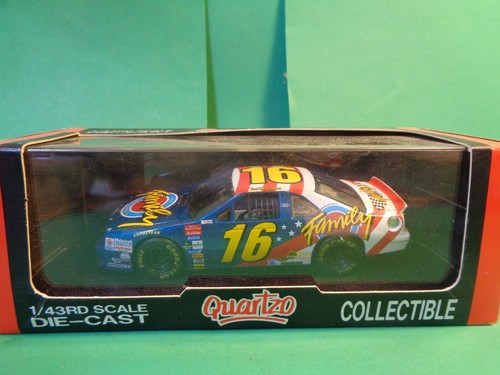 16
Family
Family
16
1/43RD SCALE
DIE-CAST
Quartzo
COLLECTIBLE